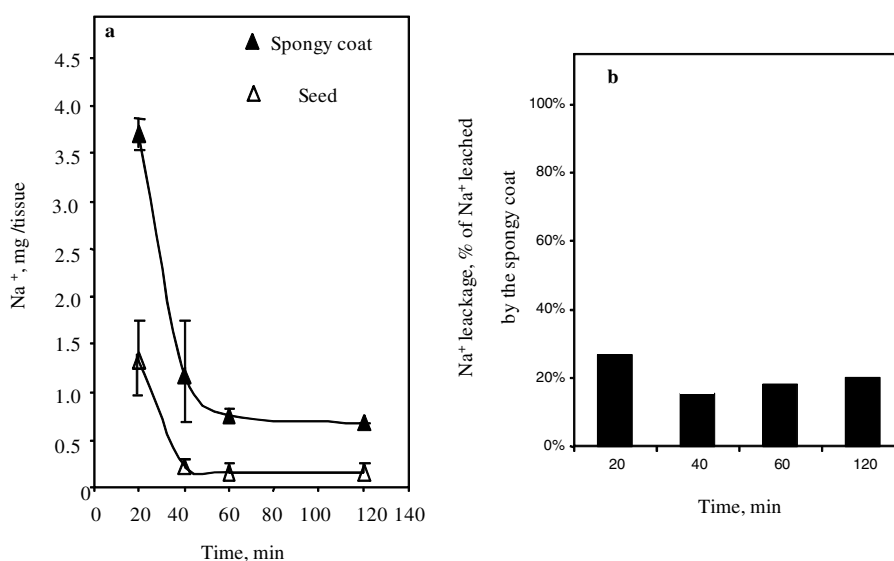 a
Spongy coat
Seed
4.5
4.0
3.5
3.0
2.5
2.0
1.5
1.0
0.5
0
0 20 40 60 80 100 120 140
Time, min
Na +, mg /tissue
b
100%
80%
60%
40%
20%
0%
20 40 60 120
Time, min
Na+ leackage, % of Na+ leached
by the spongy coat